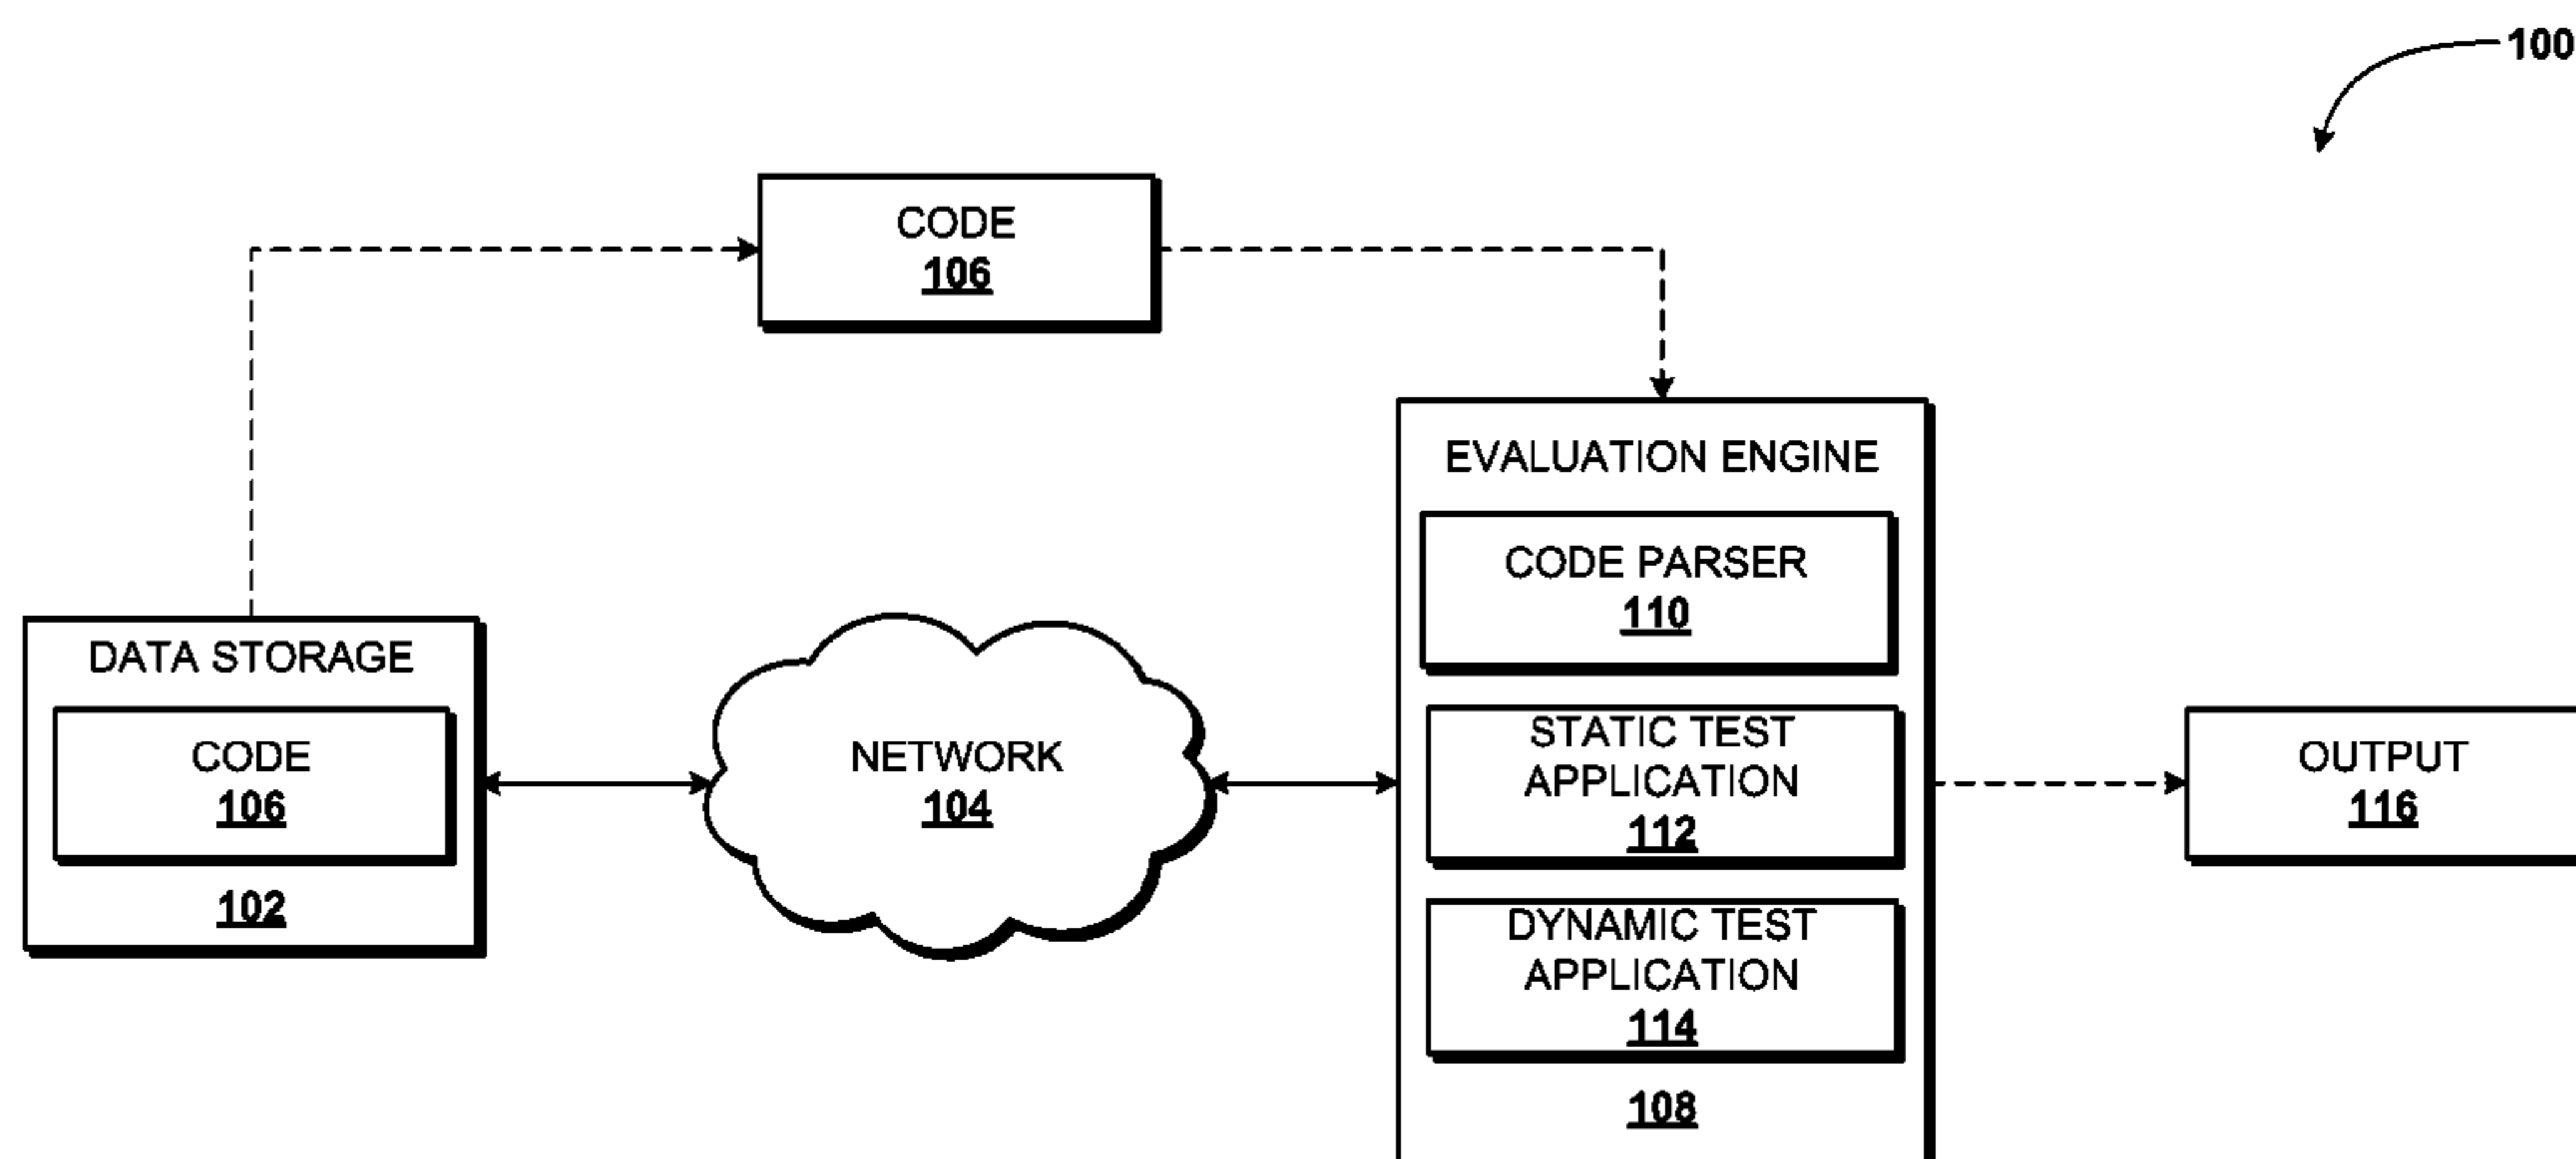 100
CODE
106
EVALUATION ENGINE
CODE PARSER
110
DATA STORAGE
CODE
106
102
NETWORK
104
STATIC TEST
APPLICATION
112
DYNAMIC TEST
APPLICATION
114
108
OUTPUT
116